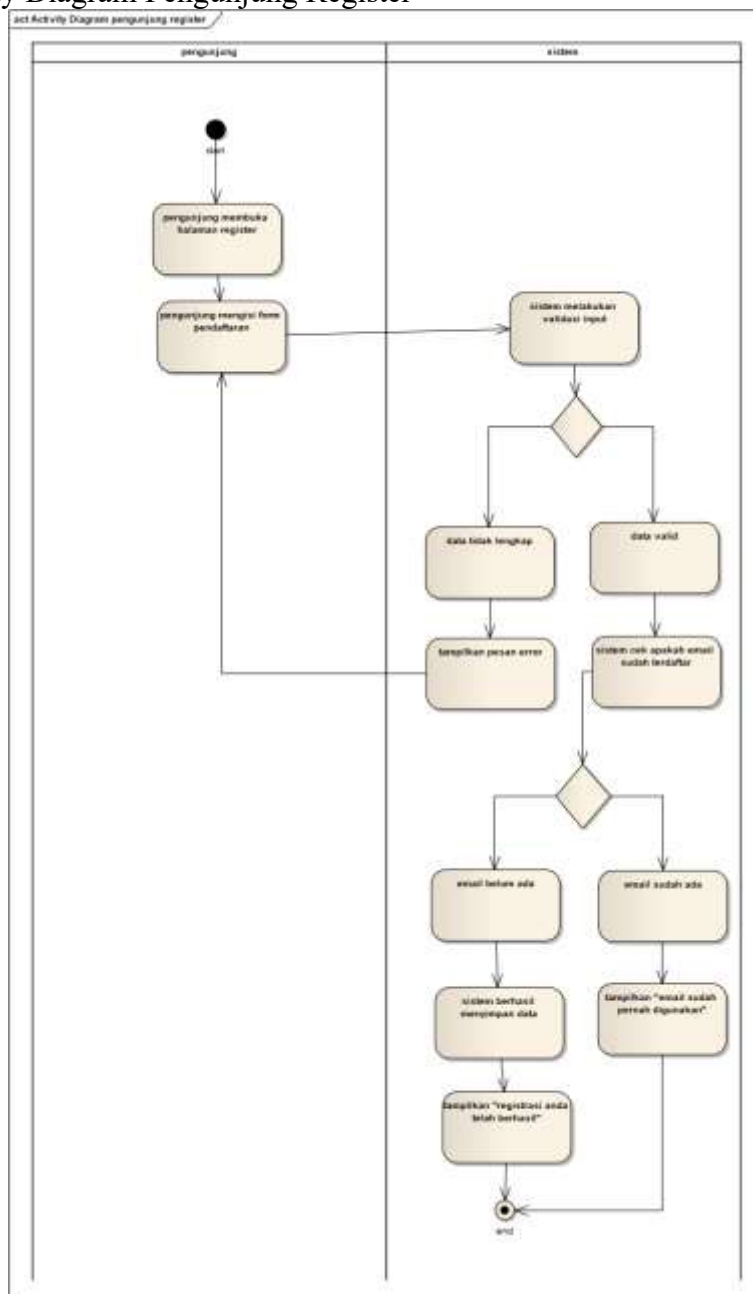 y Diagram Pengunjung Register
act Activity Diagram pengunjung register
pengunjung
sistem
start
pengunjung membuka
halaman register
pengunjung mengisi form
pendaftaran
sistem melakukan
validasi input
data tidak lengkap
data valid
tampilkan pesan error
sistem cek apakah email
sudah terdaftar
email belum ada
email sudah ada
sistem berhasil
menyimpan data
tampilkan "email sudah
pernah digunakan"
tampilkan "registrasi anda
telah berhasil"
end